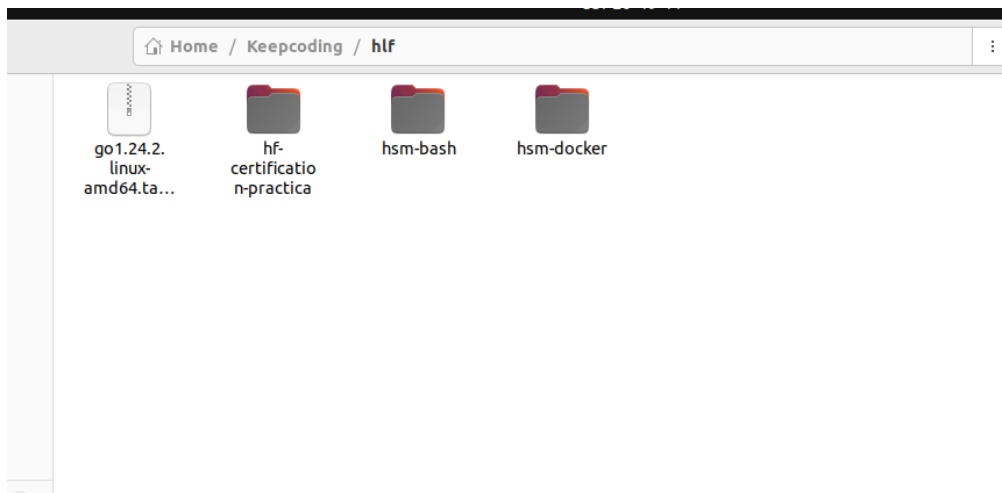 Home / Keepcoding / hlf
go1.24.2.
linux-
amd64.ta...
hf-
certificatio
n-practica
hsm-bash
hsm-docker